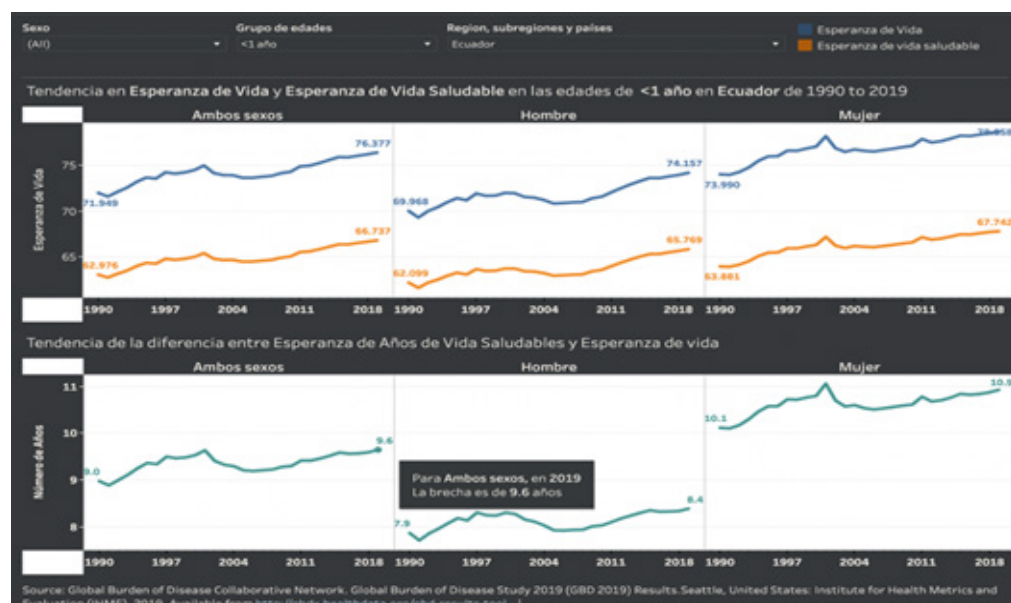 Sexo Grupo de edades Region, subregiones y países Esperanza de Vida
(All) <1 año Ecuador Esperanza de vida saludable
Tendencia en Esperanza de Vida y Esperanza de Vida Saludable en las edades de <1 año en Ecuador de 1990 to 2019
Ambos sexos Hombre Mujer
Esperanza de Vida
75
70
65
76.377
71.949
66.737
62.976
74.157
69.968
65.769
62.099
73.990
67.742
63.881
1990 1997 2004 2011 2018 1990 1997 2004 2011 2018 1990 1997 2004 2011 2018
Tendencia de la diferencia entre Esperanza de Años de Vida Saludables y Esperanza de vida
Ambos sexos Hombre Mujer
Número de Años
11
10
9
8
9.0
9.6
7.9
8.4
10.1
10.9
Para Ambos sexos, en 2019
La brecha es de 9.6 años
1990 1997 2004 2011 2018 1990 1997 2004 2011 2018 1990 1997 2004 2011 2018
Source: Global Burden of Disease Collaborative Network. Global Burden of Disease Study 2019 (GBD 2019) Results. Seattle, United States: Institute for Health Metrics and